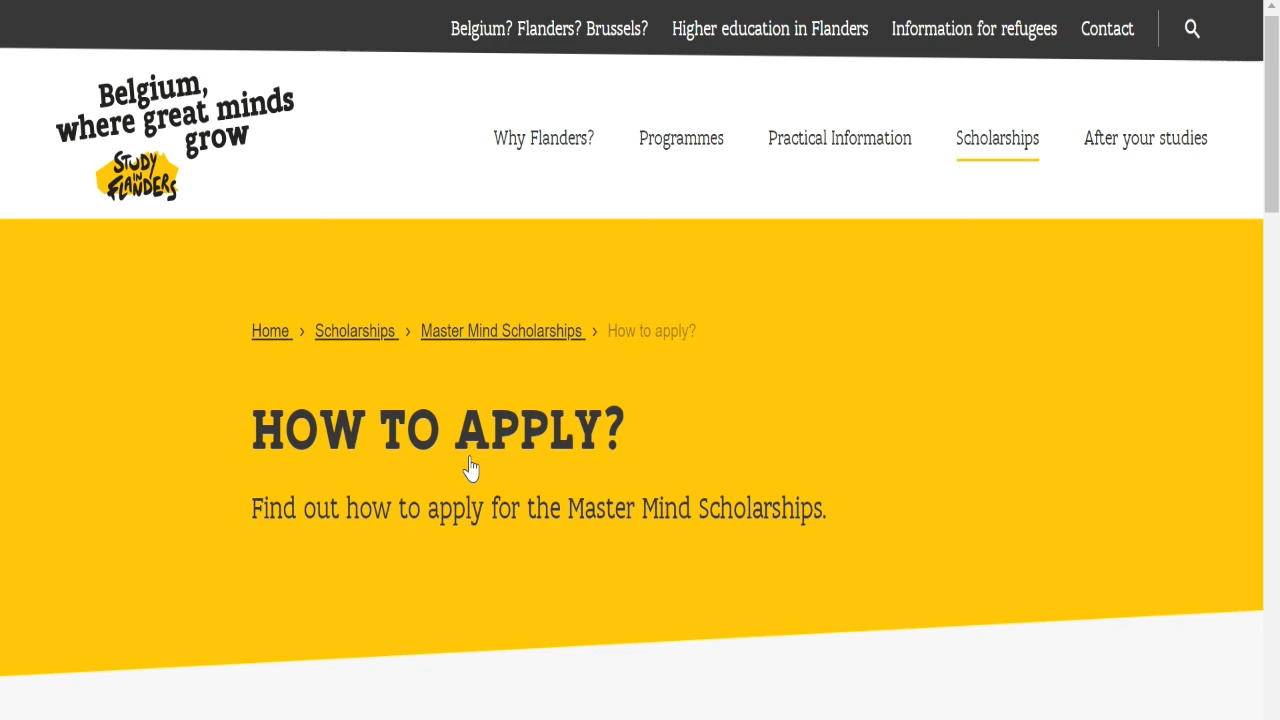 Belgium? Flanders? Brussels? Higher education in Flanders Information for refugees Contact
Belgium,
where great minds
grow
STUDY
IN
FLANDERS
Why Flanders? Programmes Practical Information Scholarships After your studies
Home › Scholarships › Master Mind Scholarships › How to apply?
HOW TO APPLY?
Find out how to apply for the Master Mind Scholarships.